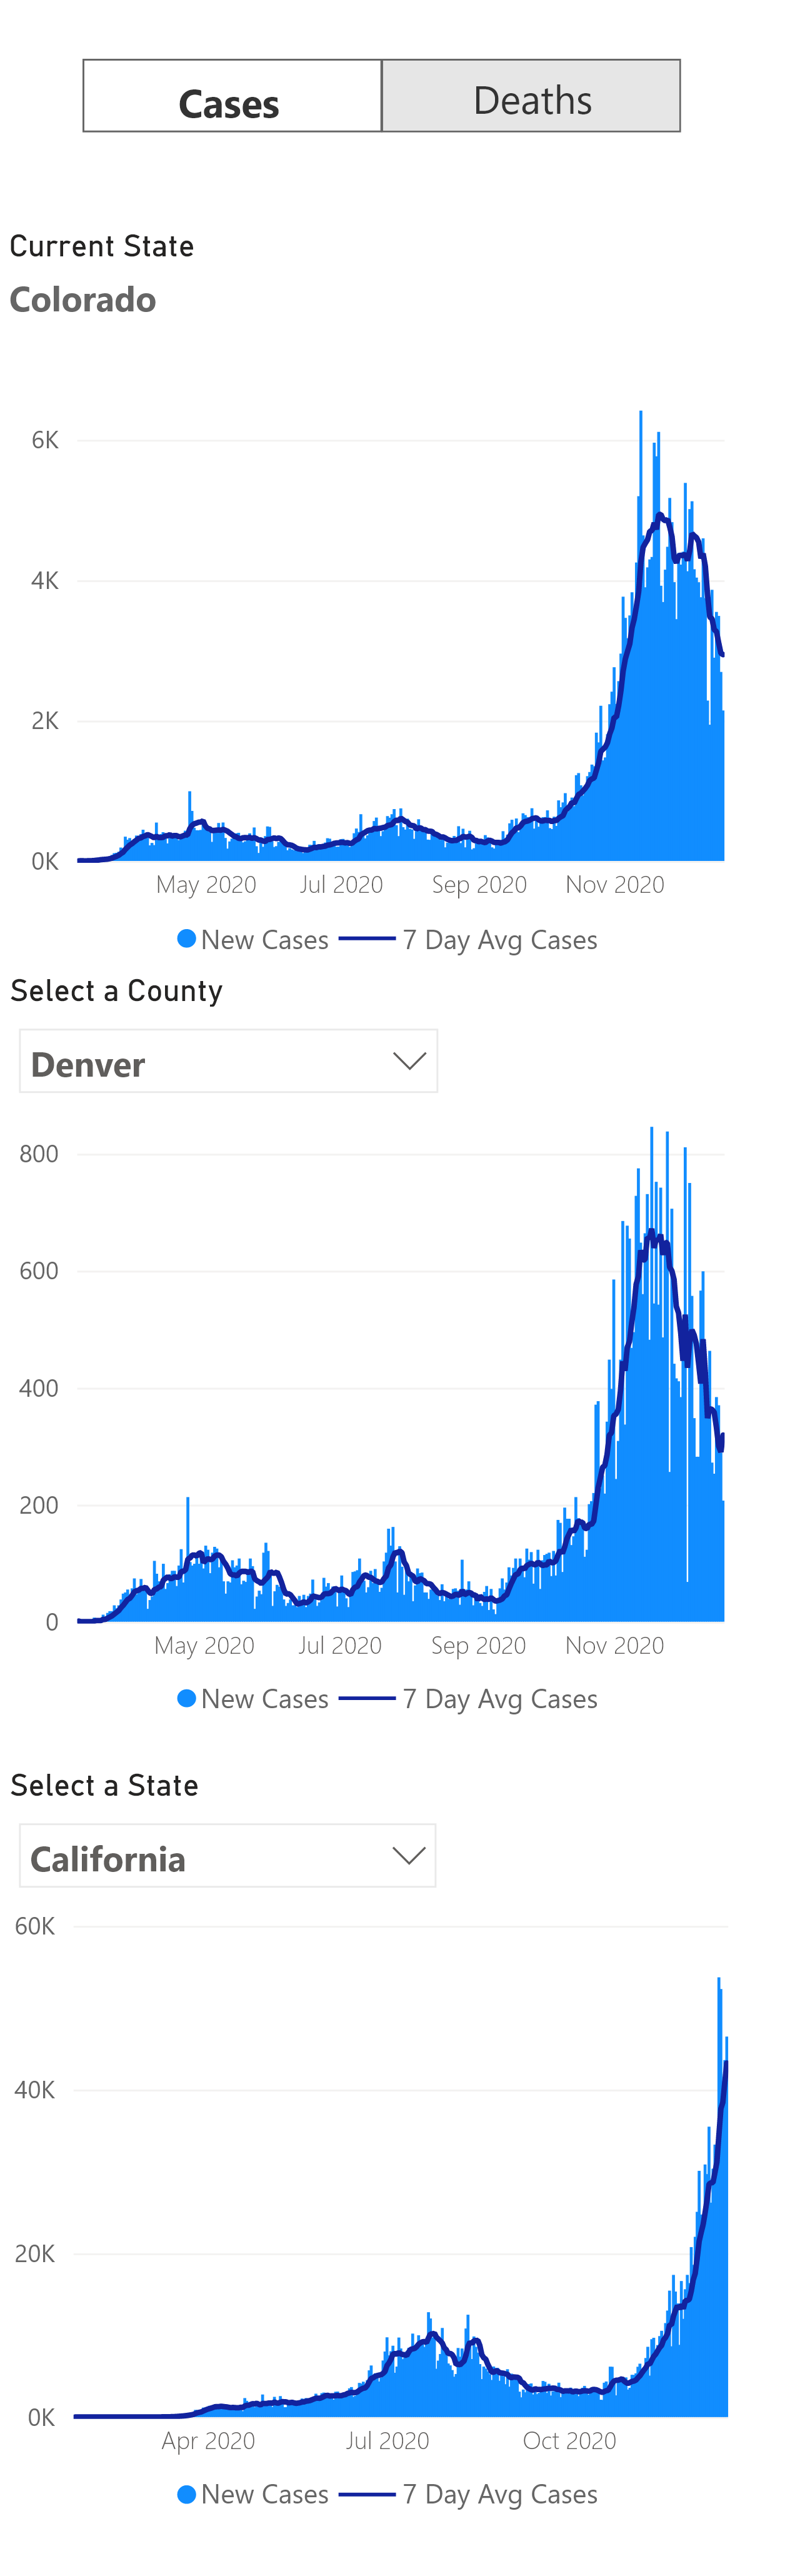 Cases Deaths
Current State
Colorado
6K
4K
2K
0K
May 2020 Jul 2020 Sep 2020 Nov 2020
New Cases 7 Day Avg Cases
Select a County
Denver
800
600
400
200
0
May 2020 Jul 2020 Sep 2020 Nov 2020
New Cases 7 Day Avg Cases
Select a State
California
60K
40K
20K
0K
Apr 2020 Jul 2020 Oct 2020
New Cases 7 Day Avg Cases